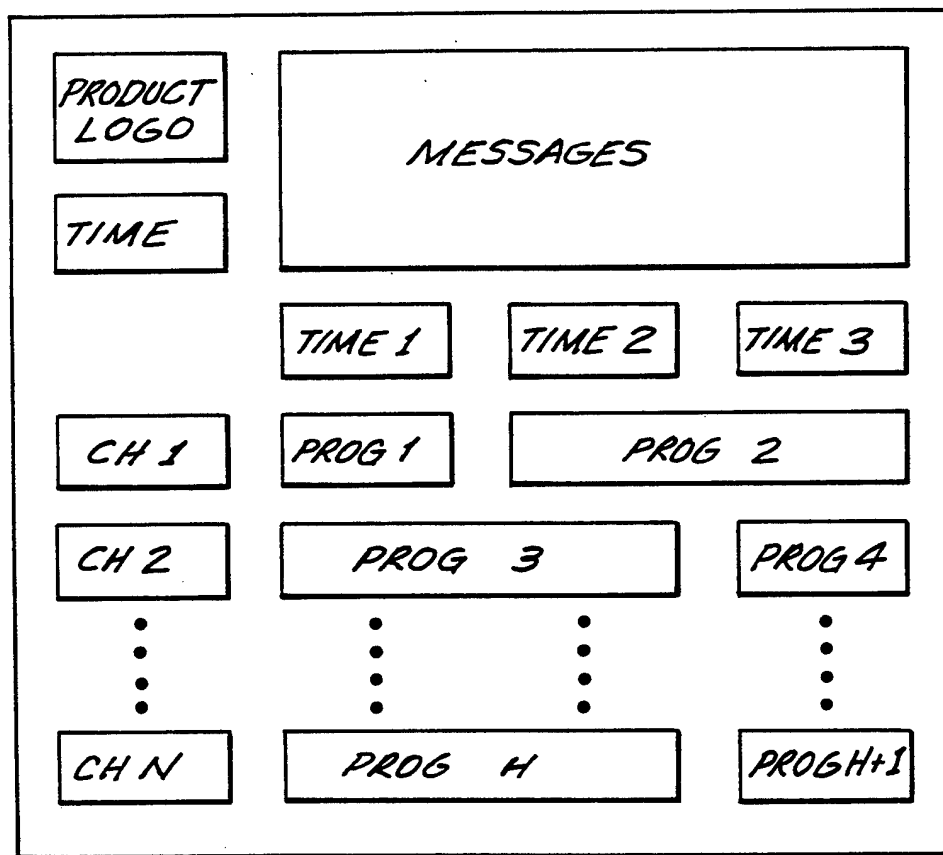 PRODUCT
LOGO
MESSAGES
TIME
TIME 1
TIME 2
TIME 3
CH 1
PROG 1
PROG 2
CH 2
PROG 3
PROG 4
CH N
PROG H
PROG H+1